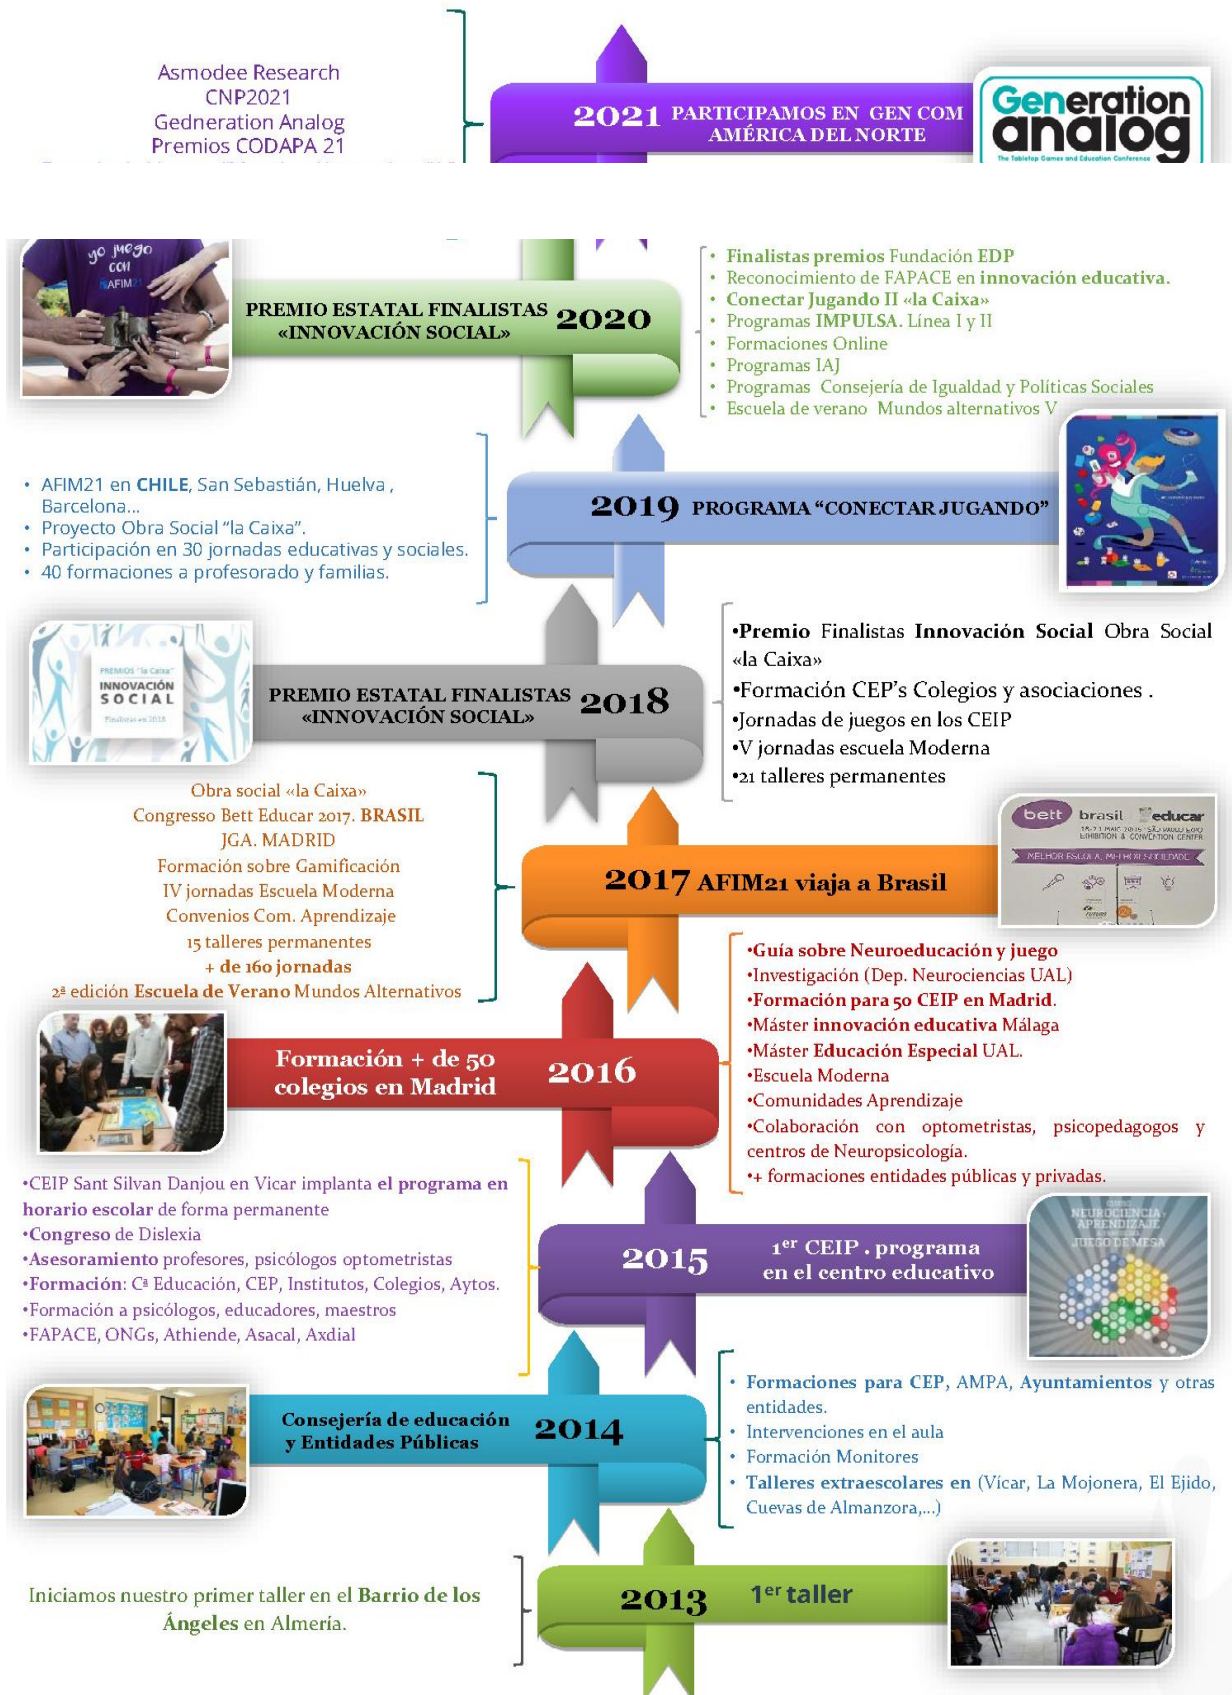 Asmodee Research
CNP2021
Gedneration Analog
Premios CODAPA 21
2021 PARTICIPAMOS EN GEN COM
AMÉRICA DEL NORTE
Generation
analog
The Tabletop Games and Education Conference
yo juego
con
AFIM21
PREMIO ESTATAL FINALISTAS
«INNOVACIÓN SOCIAL»
2020
• Finalistas premios Fundación EDP
• Reconocimiento de FAPACE en innovación educativa.
• Conectar Jugando II «la Caixa»
• Programas IMPULSA. Línea I y II
• Formaciones Online
• Programas IAJ
• Programas Consejería de Igualdad y Políticas Sociales
• Escuela de verano Mundos alternativos V
• AFIM21 en CHILE, San Sebastián, Huelva ,
Barcelona...
• Proyecto Obra Social “la Caixa”.
• Participación en 30 jornadas educativas y sociales.
• 40 formaciones a profesorado y familias.
2019 PROGRAMA “CONECTAR JUGANDO”
PREMIOS "la Caixa"
INNOVACIÓN
SOCIAL
Finalistas en 2018
PREMIO ESTATAL FINALISTAS
«INNOVACIÓN SOCIAL»
2018
•Premio Finalistas Innovación Social Obra Social
«la Caixa»
•Formación CEP’s Colegios y asociaciones .
•Jornadas de juegos en los CEIP
•V jornadas escuela Moderna
•21 talleres permanentes
Obra social «la Caixa»
Congresso Bett Educar 2017. BRASIL
JGA. MADRID
Formación sobre Gamificación
IV jornadas Escuela Moderna
Convenios Com. Aprendizaje
15 talleres permanentes
+ de 160 jornadas
2ª edición Escuela de Verano Mundos Alternativos
2017 AFIM21 viaja a Brasil
bett brasil educar
EXHIBITION & CONVENTION CENTER
MELHOR ESCOLA, MELHOR SOCIEDADE
Formación + de 50
colegios en Madrid
2016
•Guía sobre Neuroeducación y juego
•Investigación (Dep. Neurociencias UAL)
•Formación para 50 CEIP en Madrid.
•Máster innovación educativa Málaga
•Máster Educación Especial UAL.
•Escuela Moderna
•Comunidades Aprendizaje
•Colaboración con optometristas, psicopedagogos y
centros de Neuropsicología.
•+ formaciones entidades públicas y privadas.
•CEIP Sant Silvan Danjou en Vicar implanta el programa en
horario escolar de forma permanente
•Congreso de Dislexia
•Asesoramiento profesores, psicólogos optometristas
•Formación: Cª Educación, CEP, Institutos, Colegios, Aytos.
•Formación a psicólogos, educadores, maestros
•FAPACE, ONGs, Athiende, Asacal, Axdial
2015
1er CEIP . programa
en el centro educativo
NEUROCIENCIA Y
APRENDIZAJE
JUEGO DE MESA
Consejería de educación
y Entidades Públicas
2014
• Formaciones para CEP, AMPA, Ayuntamientos y otras
entidades.
• Intervenciones en el aula
• Formación Monitores
• Talleres extraescolares en (Vícar, La Mojonera, El Ejido,
Cuevas de Almanzora,...)
Iniciamos nuestro primer taller en el Barrio de los
Ángeles en Almería.
2013 1er taller